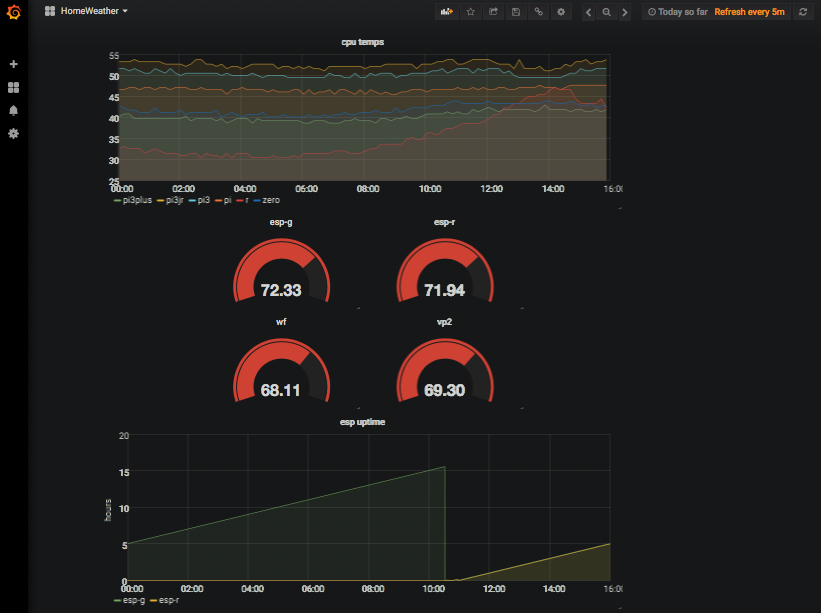 HomeWeather
Today so far Refresh every 5m
cpu temps
55
50
45
40
35
30
25
00:00 02:00 04:00 06:00 08:00 10:00 12:00 14:00 16:00
pi3plus pi3jr pi3 pi r zero
esp-g esp-r
72.33 71.94
wf vp2
68.11 69.30
esp uptime
20
15
10
5
0
hours
00:00 02:00 04:00 06:00 08:00 10:00 12:00 14:00 16:00
esp-g esp-r